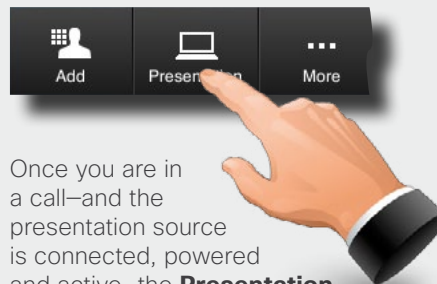 Add Presentation More
Once you are in
a call–and the
presentation source
is connected, powered
and active–the Presentation